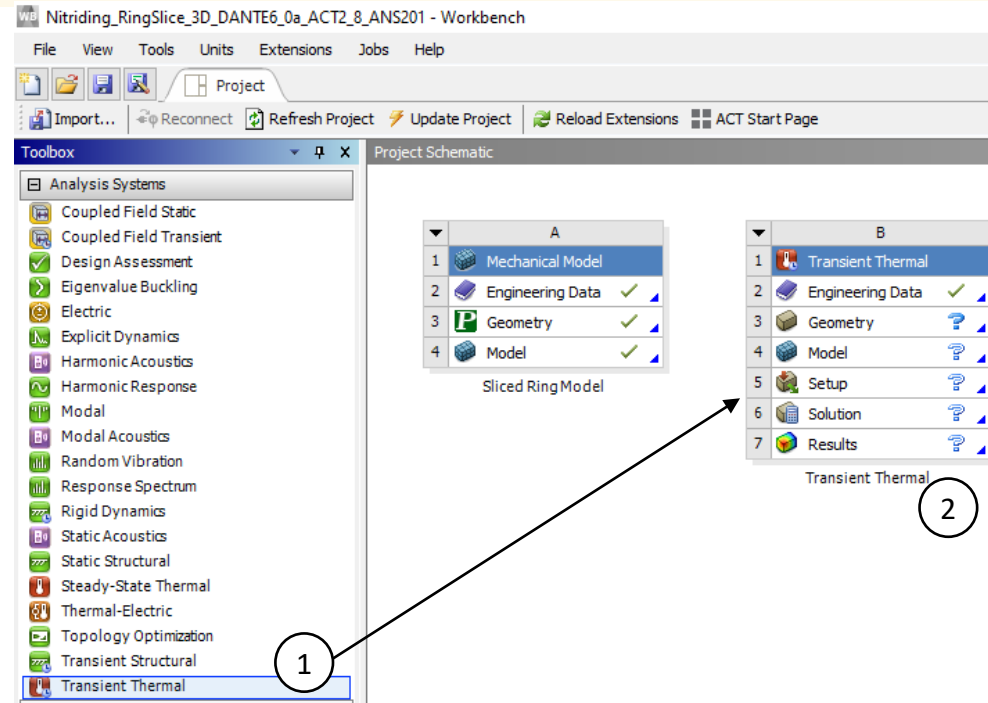 Nitriding_RingSlice_3D_DANTE6_0a_ACT2_8_ANS201 - Workbench
File View Tools Units Extensions Jobs Help
Project
Import... Reconnect Refresh Project Update Project Reload Extensions ACT Start Page
Toolbox
Project Schematic
Analysis Systems
Coupled Field Static
Coupled Field Transient
Design Assessment
Eigenvalue Buckling
Electric
Explicit Dynamics
Harmonic Acoustics
Harmonic Response
Modal
Modal Acoustics
Random Vibration
Response Spectrum
Rigid Dynamics
Static Acoustics
Static Structural
Steady-State Thermal
Thermal-Electric
Topology Optimization
Transient Structural
Transient Thermal
1
A
1 Mechanical Model
2 Engineering Data
3 P Geometry
4 Model
Sliced Ring Model
B
1 Transient Thermal
2 Engineering Data
3 Geometry ?
4 Model ?
5 Setup ?
6 Solution ?
7 Results ?
Transient Thermal
2